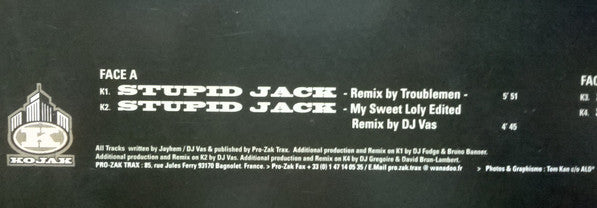 FACE A
K1. STUPID JACK - Remix by Troublemen - 5' 51
K2. STUPID JACK - My Sweet Loly Edited
Remix by DJ Vas 4' 45
FAC
K3.
K4.
K
KOJAK
All Tracks written by Jaykem / DJ Vas & published by Pro-Zak Trax. Additional production and Remix on K1 by DJ Fudge & Bruno Banner.
Additional production and Remix on K2 by DJ Vas. Additional production and Remix on K4 by DJ Gregoire & David Bran-Lambert.
PRO-ZAK TRAX : 85, rue Jules Ferry 93170 Bagnolet. France. > Pro-Zak Fax + 33 (0) 1 47 14 05 35 / E.Mail pro.zak.trax @ wanadoo.fr > Photos & Graphisme : Tom Kan c/o ALO°